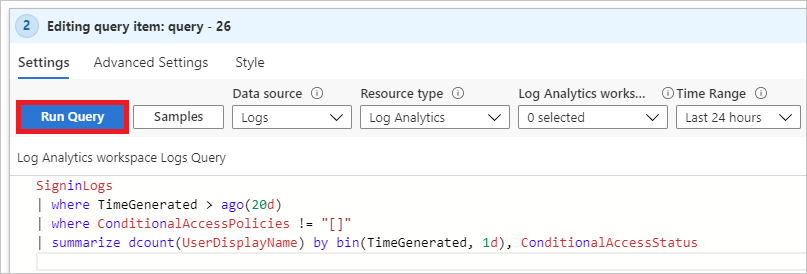 2 Editing query item: query - 26
Settings Advanced Settings Style
Data source Resource type Log Analytics works... Time Range
Run Query Samples Logs Log Analytics 0 selected Last 24 hours
Log Analytics workspace Logs Query
SigninLogs
| where TimeGenerated > ago(20d)
| where ConditionalAccessPolicies != "[]"
| summarize dcount(UserDisplayName) by bin(TimeGenerated, 1d), ConditionalAccessStatus